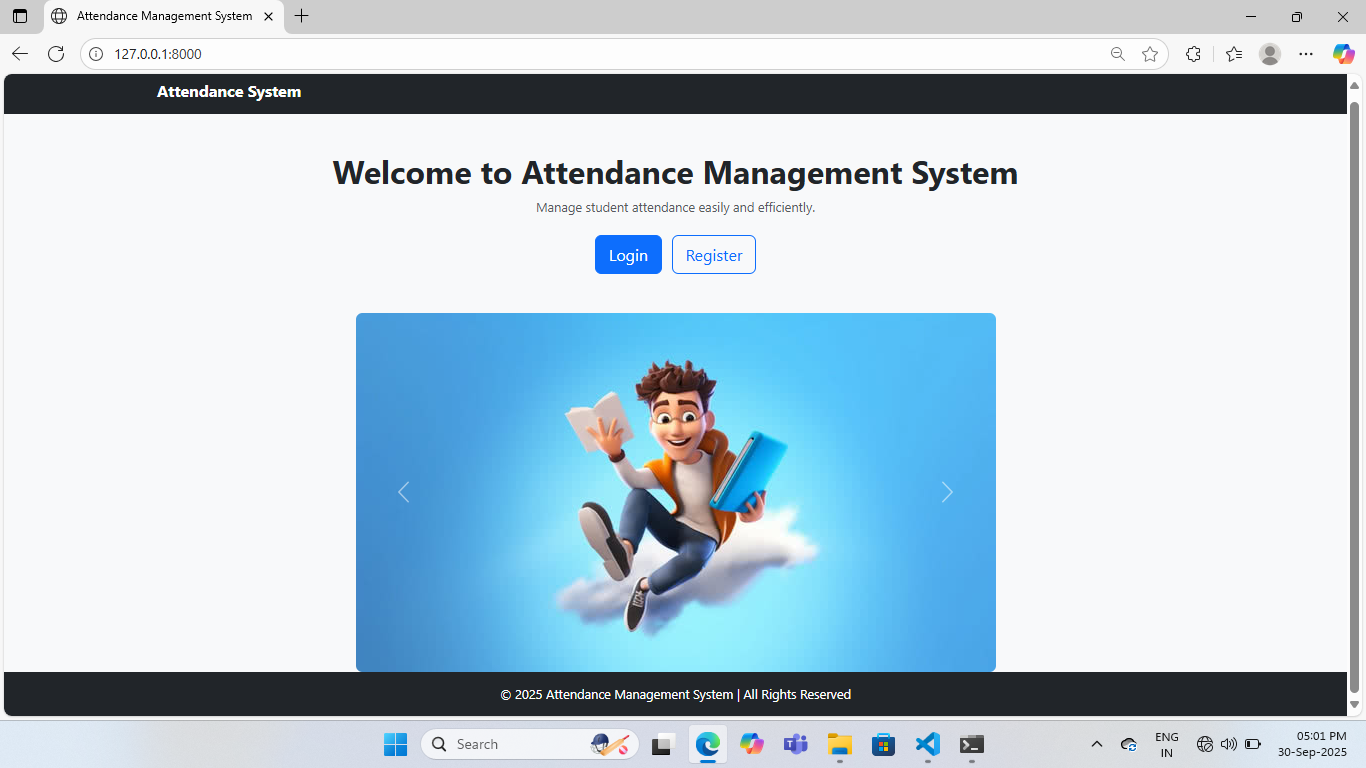 Attendance Management System
127.0.0.1:8000
Attendance System
Welcome to Attendance Management System
Manage student attendance easily and efficiently.
Login Register
© 2025 Attendance Management System | All Rights Reserved
Search
ENG
IN
05:01 PM
30-Sep-2025